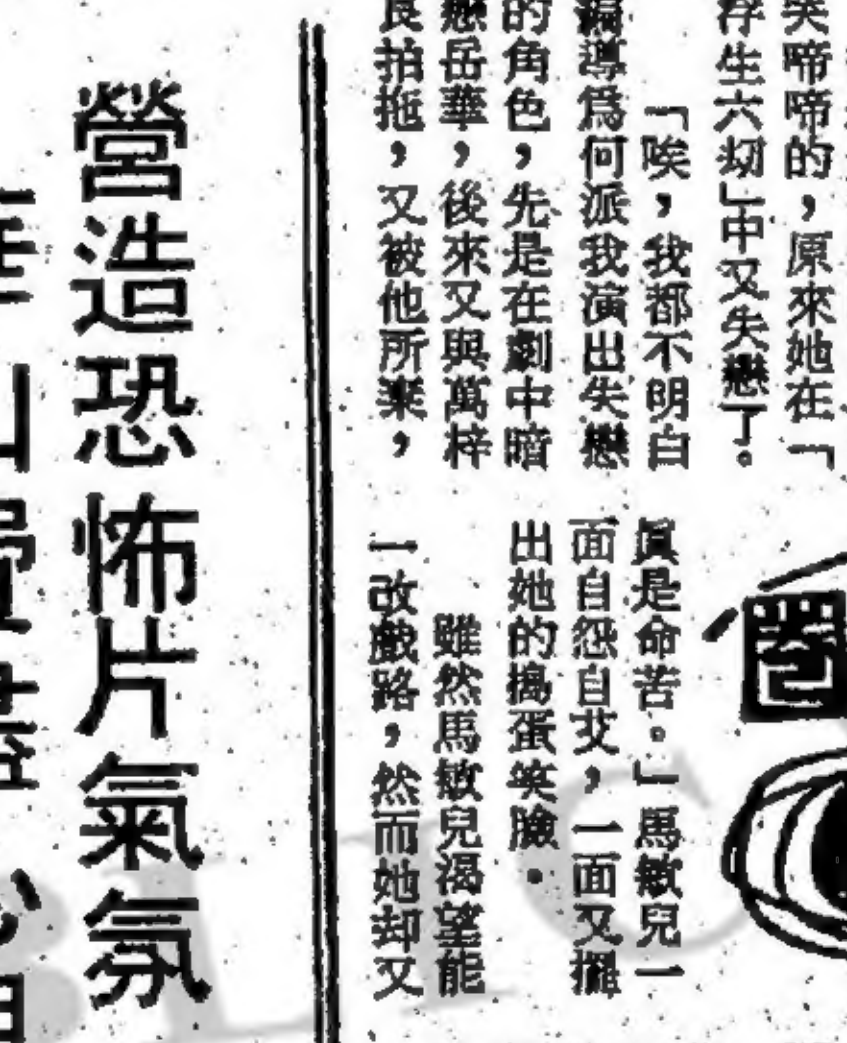 笑啼啼的，原來她在「
浮生六刧」中又失戀了。
「唉，我都不明白
編導爲何派我演出失戀
的角色，先是在劇中暗
戀岳華，後來又與萬梓
良拍拖，又被他所棄，
圈
眞是命苦。」馬敏兒一
面自怨自艾，一面又擺
出她的搗蛋笑臉。
雖然馬敏兒渴望能
一改戲路，然而她却又
營造恐怖片氣氛